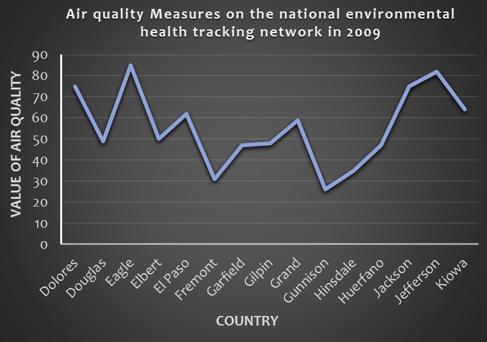 Air quality Measures on the national environmental
health tracking network in 2009
VALUE OF AIR QUALITY
90
80
70
60
50
40
30
20
10
0
Dolores
Douglas
Eagle
Elbert
El Paso
Fremont
Garfield
Gilpin
Grand
Gunnison
Hinsdale
Huerfano
Jackson
Jefferson
Kiowa
COUNTRY